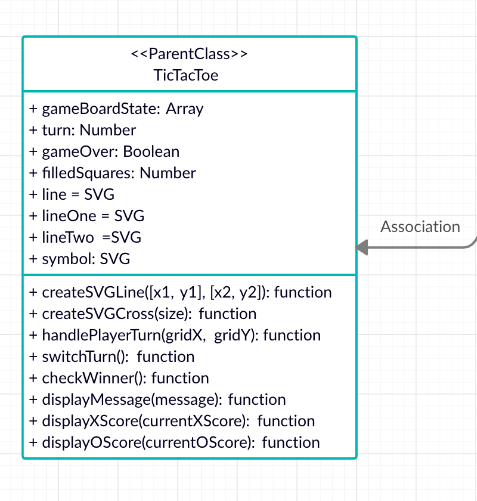 <<ParentClass>>
TicTacToe
+ gameBoardState: Array
+ turn: Number
+ gameOver: Boolean
+ filledSquares: Number
+ line = SVG
+ lineOne = SVG
+ lineTwo =SVG
+ symbol: SVG
Association
+ createSVGLine([x1, y1], [x2, y2]): function
+ createSVGCross(size): function
+ handlePlayerTurn(gridX, gridY): function
+ switchTurn(): function
+ checkWinner(): function
+ displayMessage(message): function
+ displayXScore(currentXScore): function
+ displayOScore(currentOScore): function